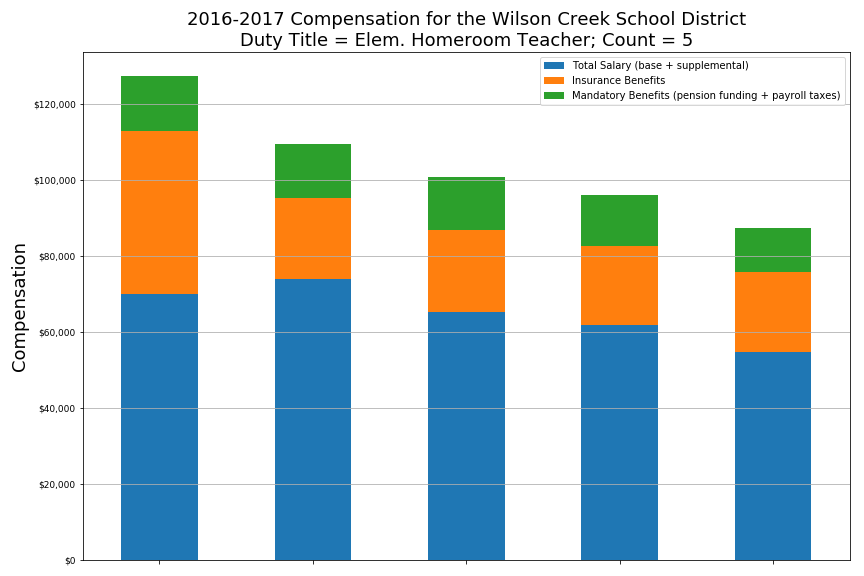 2016-2017 Compensation for the Wilson Creek School District
Duty Title = Elem. Homeroom Teacher; Count = 5
Total Salary (base + supplemental)
Insurance Benefits
Mandatory Benefits (pension funding + payroll taxes)
Compensation
$120,000
$100,000
$80,000
$60,000
$40,000
$20,000
$0